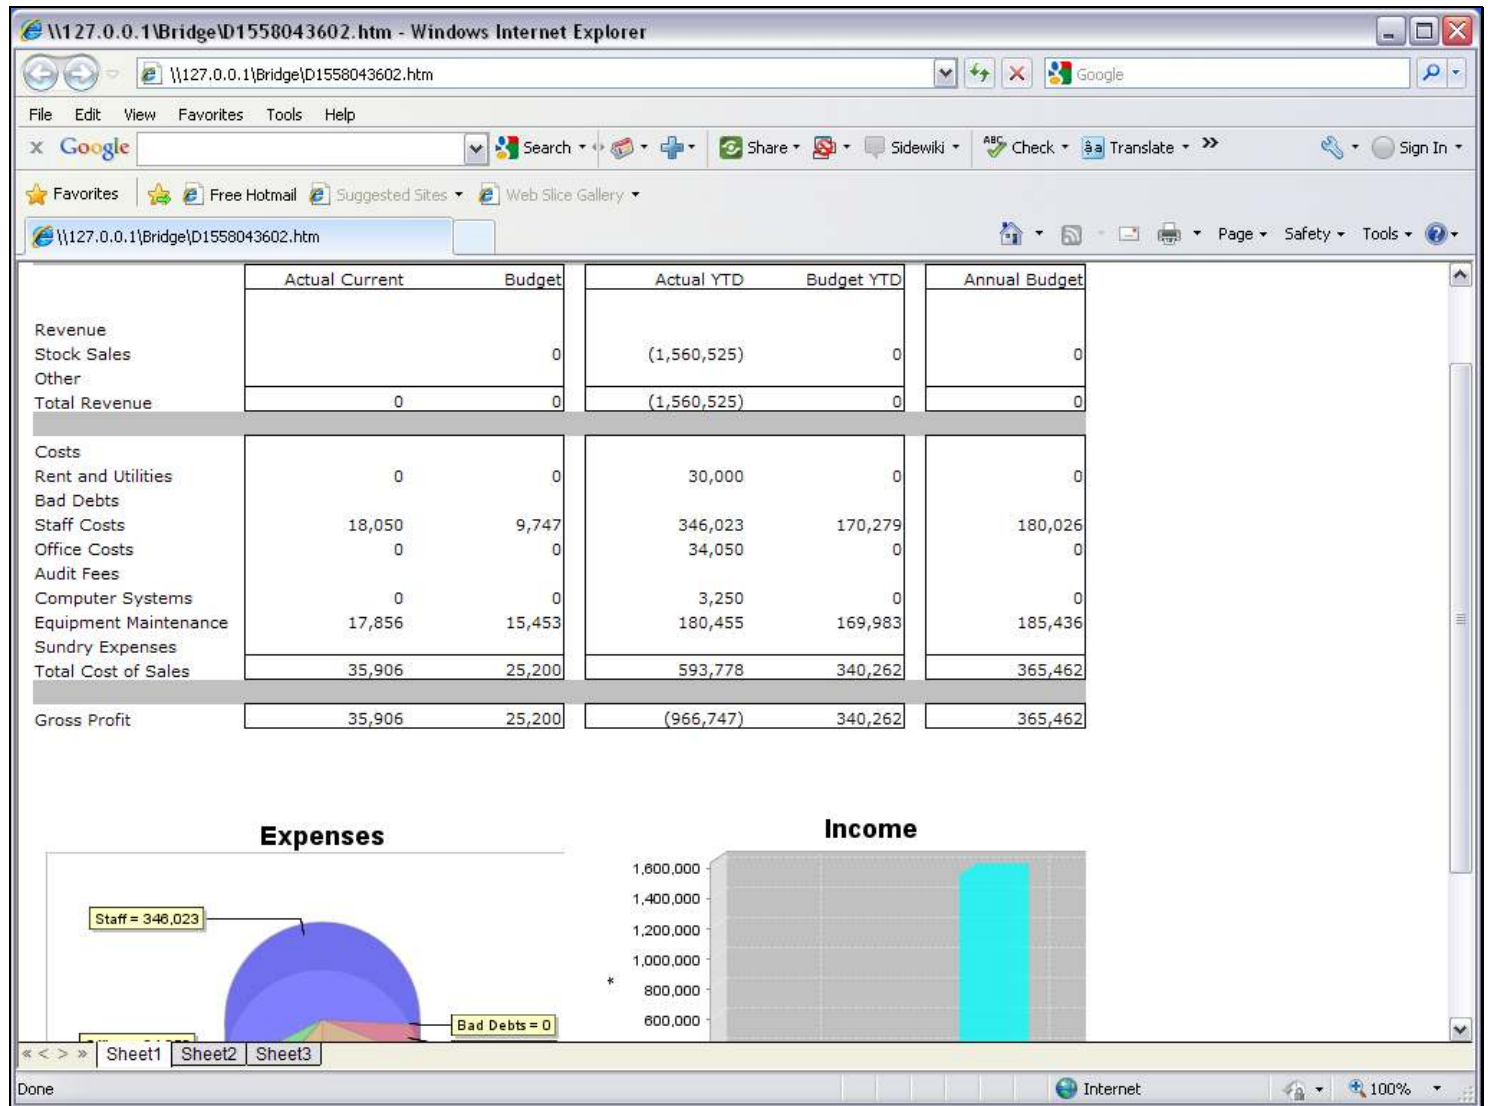 \\127.0.0.1\Bridge\D1558043602.htm - Windows Internet Explorer
\\127.0.0.1\Bridge\D1558043602.htm Google
File Edit View Favorites Tools Help
x Google Search Share Sidewiki ABC Check âa Translate » Sign In
Favorites Free Hotmail Suggested Sites Web Slice Gallery
\\127.0.0.1\Bridge\D1558043602.htm Page Safety Tools
Actual Current Budget Actual YTD Budget YTD Annual Budget
Revenue
Stock Sales 0 (1,560,525) 0 0
Other
Total Revenue 0 0 (1,560,525) 0 0
Costs
Rent and Utilities 0 0 30,000 0 0
Bad Debts
Staff Costs 18,050 9,747 346,023 170,279 180,026
Office Costs 0 0 34,050 0 0
Audit Fees
Computer Systems 0 0 3,250 0 0
Equipment Maintenance 17,856 15,453 180,455 169,983 185,436
Sundry Expenses
Total Cost of Sales 35,906 25,200 593,778 340,262 365,462
Gross Profit 35,906 25,200 (966,747) 340,262 365,462
Expenses
Staff = 346,023
Bad Debts = 0
Income
1,600,000
1,400,000
1,200,000
1,000,000
*
800,000
600,000
« < > » Sheet1 Sheet2 Sheet3
Done Internet 100%